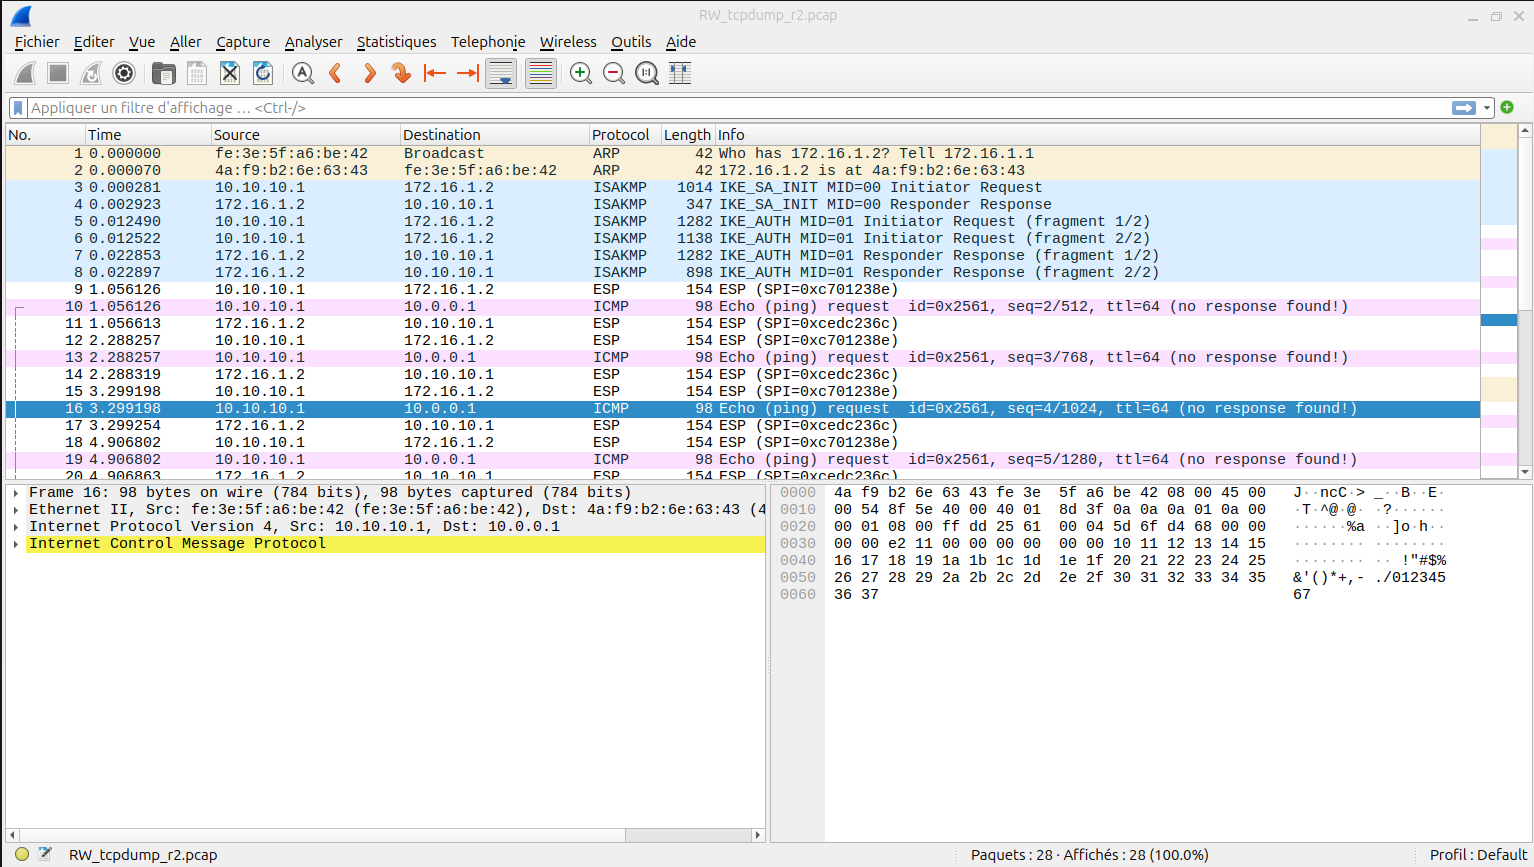 RW_tcpdump_r2.pcap
Fichier Editer Vue Aller Capture Analyser Statistiques Telephonie Wireless Outils Aide
Appliquer un filtre d'affichage … <Ctrl-/>
No. Time Source Destination Protocol Length Info
1 0.000000 fe:3e:5f:a6:be:42 Broadcast ARP 42 Who has 172.16.1.2? Tell 172.16.1.1
2 0.000070 4a:f9:b2:6e:63:43 fe:3e:5f:a6:be:42 ARP 42 172.16.1.2 is at 4a:f9:b2:6e:63:43
3 0.000281 10.10.10.1 172.16.1.2 ISAKMP 1014 IKE_SA_INIT MID=00 Initiator Request
4 0.002923 172.16.1.2 10.10.10.1 ISAKMP 347 IKE_SA_INIT MID=00 Responder Response
5 0.012490 10.10.10.1 172.16.1.2 ISAKMP 1282 IKE_AUTH MID=01 Initiator Request (fragment 1/2)
6 0.012522 10.10.10.1 172.16.1.2 ISAKMP 1138 IKE_AUTH MID=01 Initiator Request (fragment 2/2)
7 0.022853 172.16.1.2 10.10.10.1 ISAKMP 1282 IKE_AUTH MID=01 Responder Response (fragment 1/2)
8 0.022897 172.16.1.2 10.10.10.1 ISAKMP 898 IKE_AUTH MID=01 Responder Response (fragment 2/2)
9 1.056126 10.10.10.1 172.16.1.2 ESP 154 ESP (SPI=0xc701238e)
10 1.056126 10.10.10.1 10.0.0.1 ICMP 98 Echo (ping) request id=0x2561, seq=2/512, ttl=64 (no response found!)
11 1.056613 172.16.1.2 10.10.10.1 ESP 154 ESP (SPI=0xcedc236c)
12 2.288257 10.10.10.1 172.16.1.2 ESP 154 ESP (SPI=0xc701238e)
13 2.288257 10.10.10.1 10.0.0.1 ICMP 98 Echo (ping) request id=0x2561, seq=3/768, ttl=64 (no response found!)
14 2.288319 172.16.1.2 10.10.10.1 ESP 154 ESP (SPI=0xcedc236c)
15 3.299198 10.10.10.1 172.16.1.2 ESP 154 ESP (SPI=0xc701238e)
16 3.299198 10.10.10.1 10.0.0.1 ICMP 98 Echo (ping) request id=0x2561, seq=4/1024, ttl=64 (no response found!)
17 3.299254 172.16.1.2 10.10.10.1 ESP 154 ESP (SPI=0xcedc236c)
18 4.906802 10.10.10.1 172.16.1.2 ESP 154 ESP (SPI=0xc701238e)
19 4.906802 10.10.10.1 10.0.0.1 ICMP 98 Echo (ping) request id=0x2561, seq=5/1280, ttl=64 (no response found!)
20 4.906863 172.16.1.2 10.10.10.1 ESP 154 ESP (SPI=0xcedc236c)
Frame 16: 98 bytes on wire (784 bits), 98 bytes captured (784 bits)
Ethernet II, Src: fe:3e:5f:a6:be:42 (fe:3e:5f:a6:be:42), Dst: 4a:f9:b2:6e:63:43 (4
Internet Protocol Version 4, Src: 10.10.10.1, Dst: 10.0.0.1
Internet Control Message Protocol
0000 4a f9 b2 6e 63 43 fe 3e 5f a6 be 42 08 00 45 00 J··ncC·> _··B··E·
0010 00 54 8f 5e 40 00 40 01 8d 3f 0a 0a 0a 01 0a 00 ·T·^@·@· ·?······
0020 00 01 08 00 ff dd 25 61 00 04 5d 6f d4 68 00 00 ······%a ··]o·h··
0030 00 00 e2 11 00 00 00 00 00 00 10 11 12 13 14 15 ········ ········
0040 16 17 18 19 1a 1b 1c 1d 1e 1f 20 21 22 23 24 25 ········ ·· !"#$%
0050 26 27 28 29 2a 2b 2c 2d 2e 2f 30 31 32 33 34 35 &'()*+,- ./012345
0060 36 37 67
RW_tcpdump_r2.pcap
Paquets : 28 · Affichés : 28 (100.0%)
Profil : Default